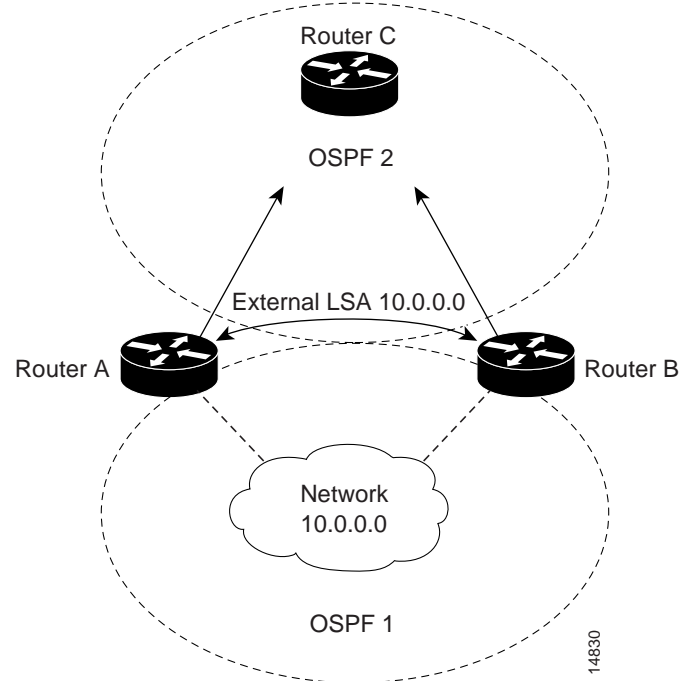 Router C
OSPF 2
External LSA 10.0.0.0
Router A
Router B
Network
10.0.0.0
OSPF 1
14830